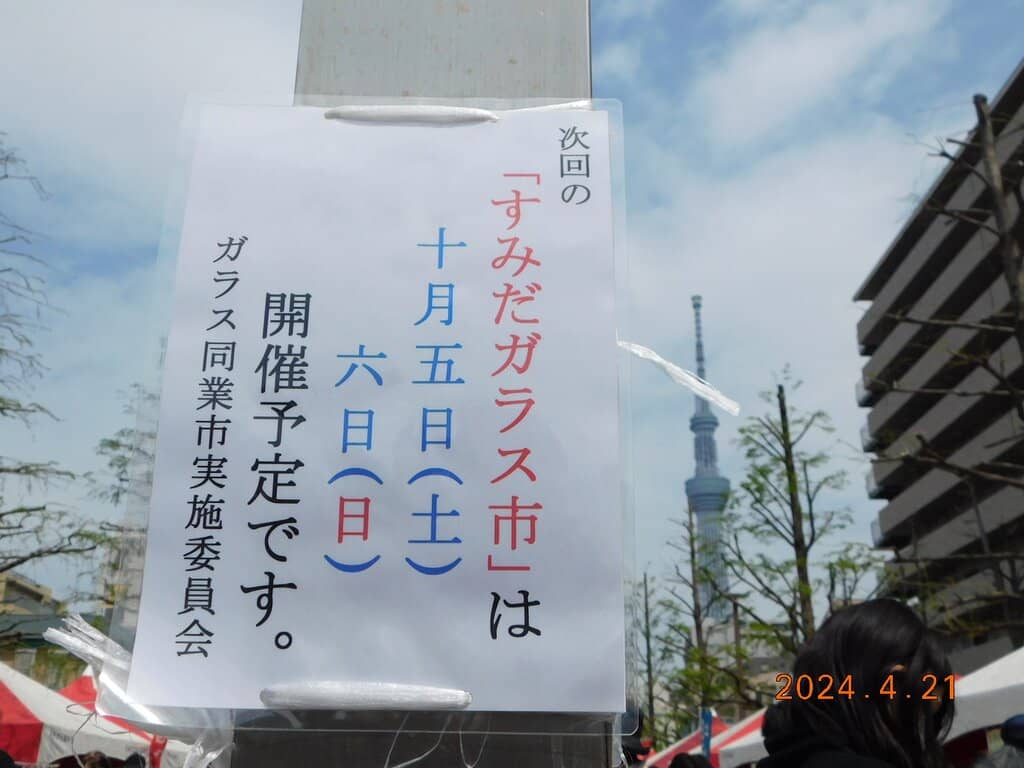 次回の
「すみだガラス市」は
十月五日(土)
六日(日)
開催予定です。
ガラス同業市実施委員会
2024.4.21